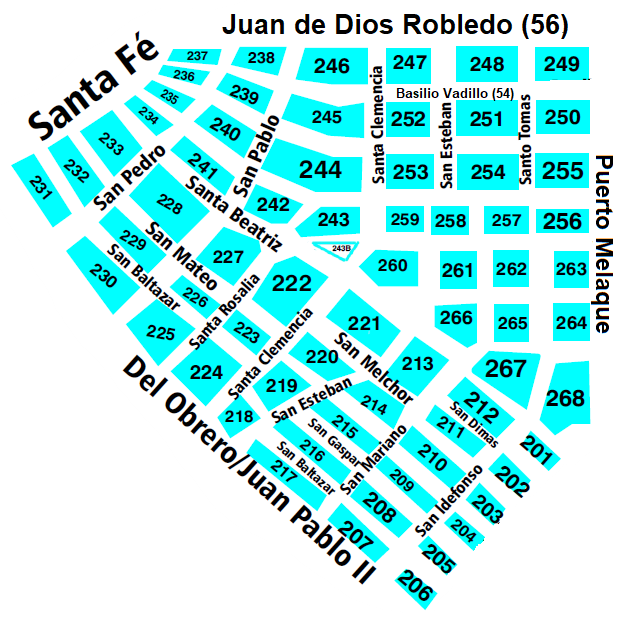 Juan de Dios Robledo (56)
Santa Fé
237
238
246
247
248
249
236
239
235
Basilio Vadillo (54)
234
240
245
Santa Clemencia
252
San Esteban
251
Santo Tomas
250
233
San Pedro
241
San Pablo
244
253
254
255
Puerto Melaque
232
231
228
Santa Beatriz
242
243
259
258
257
256
229
San Mateo
227
243B
260
261
262
263
230
San Baltazar
226
Santa Rosalia
222
225
223
Santa Clemencia
221
266
265
264
224
220
San Melchor
213
267
268
Del Obrero/Juan Pablo II
218
219
San Esteban
214
212
San Dimas
211
215
San Gaspar
216
San Baltazar
217
San Mariano
209
210
San Ildefonso
201
202
203
204
208
207
205
206